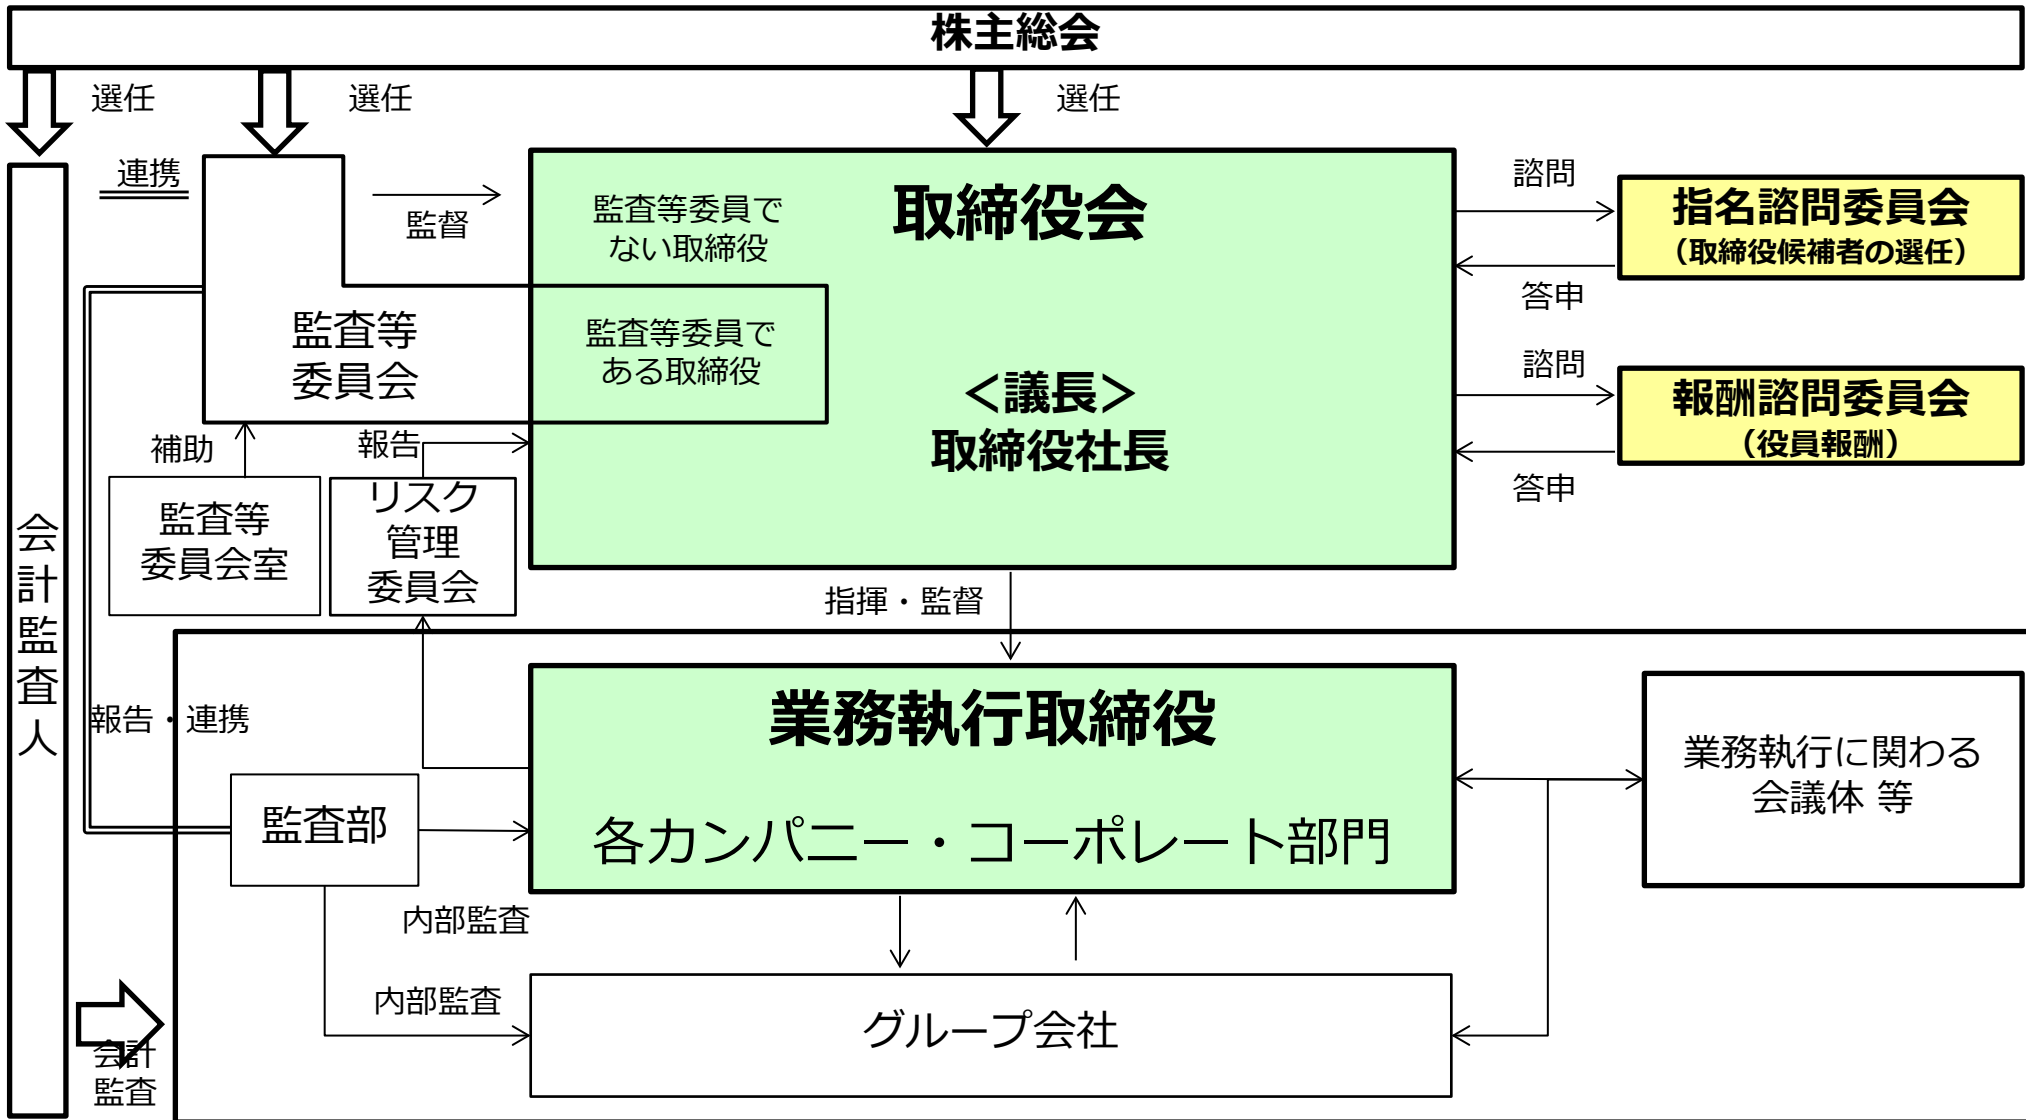 株主総会
選任
選任
選任
連携
監督
監査等委員で
ない取締役
取締役会
諮問
指名諮問委員会
（取締役候補者の選任）
答申
監査等
委員会
監査等委員で
ある取締役
＜議長＞
取締役社長
諮問
報酬諮問委員会
（役員報酬）
答申
補助
報告
監査等
委員会室
リスク
管理
委員会
会計監査人
指揮・監督
報告・連携
業務執行取締役
各カンパニー・コーポレート部門
業務執行に関わる
会議体 等
監査部
内部監査
内部監査
グループ会社
会計
監査